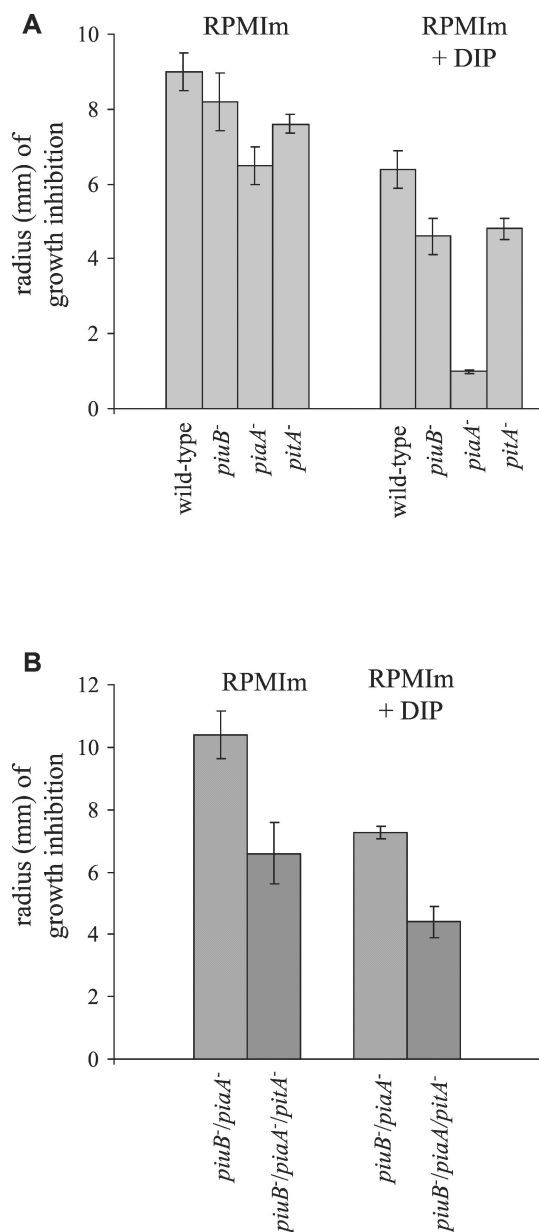 A
RPMIm
RPMIm
+ DIP
radius (mm) of
growth inhibition
10
8
6
4
2
0
wild-type
piuB⁻
piaA⁻
pitA⁻
wild-type
piuB⁻
piaA⁻
pitA⁻
B
RPMIm
RPMIm
+ DIP
radius (mm) of
growth inhibition
12
10
8
6
4
2
0
piuB⁻/piaA⁻
piuB⁻/piaA⁻/pitA⁻
piuB⁻/piaA⁻
piuB⁻/piaA/pitA⁻